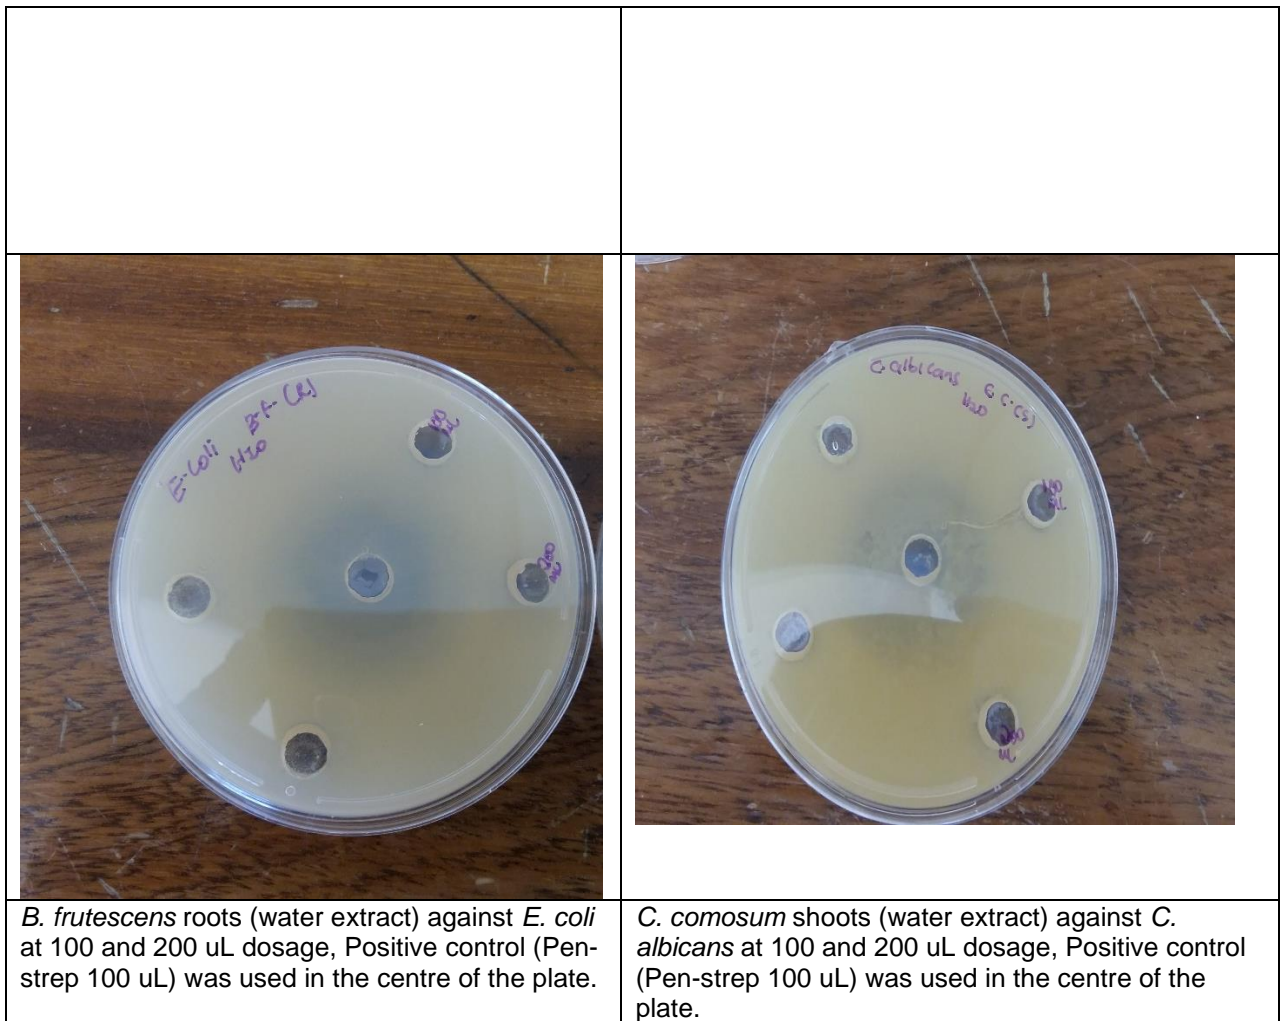 E-Coli B-F-(R)
H20
100
UL
200
UL
C. albicans
H20
100
UL
200
UL
B. frutescens roots (water extract) against E. coli
at 100 and 200 uL dosage, Positive control (Pen-
strep 100 uL) was used in the centre of the plate.
C. comosum shoots (water extract) against C.
albicans at 100 and 200 uL dosage, Positive control
(Pen-strep 100 uL) was used in the centre of the
plate.